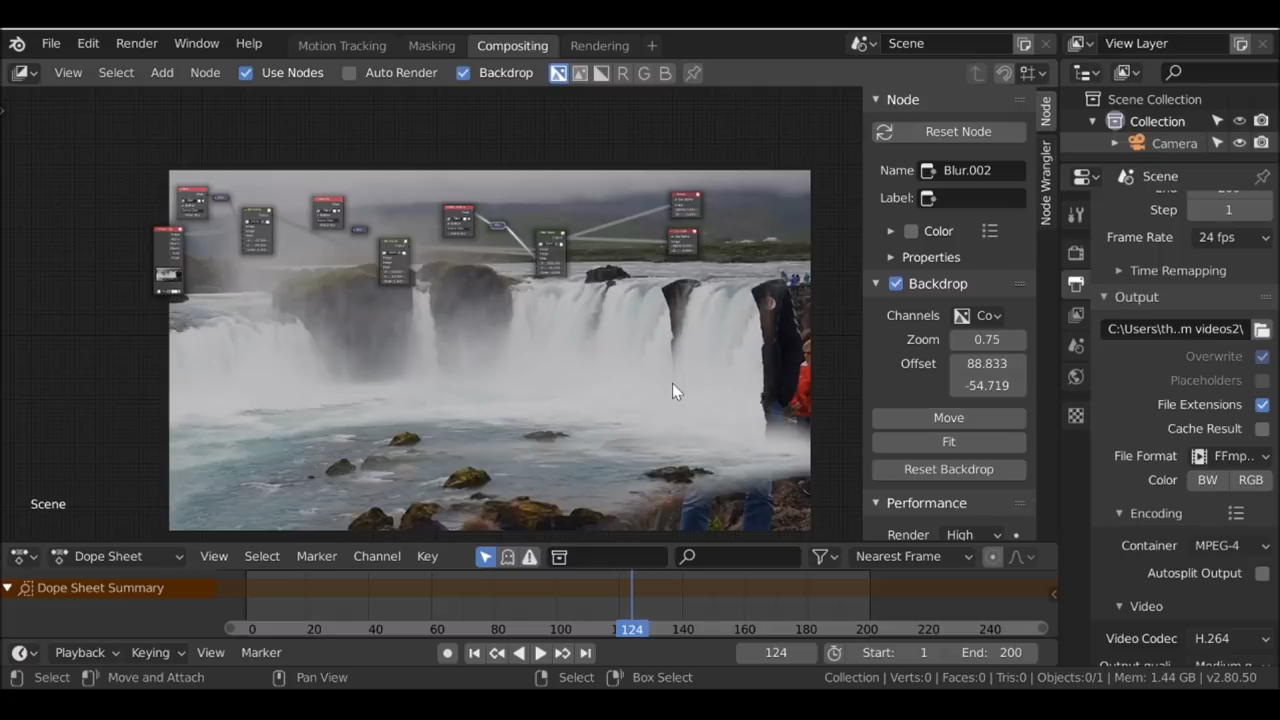 File Edit Render Window Help Motion Tracking Masking Compositing Rendering + Scene View Layer
View Select Add Node Use Nodes Auto Render Backdrop R G B
Scene Collection
Collection
Camera
Node
Reset Node
Name Blur.002
Label:
Color
Properties
Backdrop
Channels Co
Zoom 0.75
Offset 88.833
-54.719
Move
Fit
Reset Backdrop
Performance
Render High
Node
Node Wrangler
Scene
Step 1
Frame Rate 24 fps
Time Remapping
Output
C:\Users\th..m videos2\
Overwrite
Placeholders
File Extensions
Cache Result
File Format FFmp..
Color BW RGB
Encoding
Container MPEG-4
Autosplit Output
Video
Video Codec H.264
Scene
Dope Sheet View Select Marker Channel Key Nearest Frame
Dope Sheet Summary
0 20 40 60 80 100 124 140 160 180 200 220 240
Playback Keying View Marker 124 Start: 1 End: 200
Select Move and Attach Pan View Select Box Select Collection | Verts:0 | Faces:0 | Tris:0 | Objects:0/1 | Mem: 1.44 GB | v2.80.50